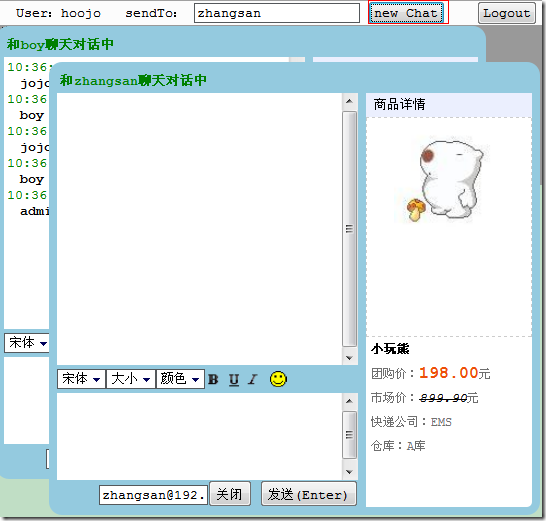 User: hoojo sendTo: zhangsan new Chat Logout
和boy聊天对话中
10:36:
jojo
10:36:
boy
10:36:
jojo
10:36:
boy
10:36:
admi
宋体
和zhangsan聊天对话中
商品详情
小玩熊
团购价：198.00元
市场价：899.90元
快递公司：EMS
仓库：A库
宋体 大小 颜色 B U I
zhangsan@192. 关闭 发送(Enter)